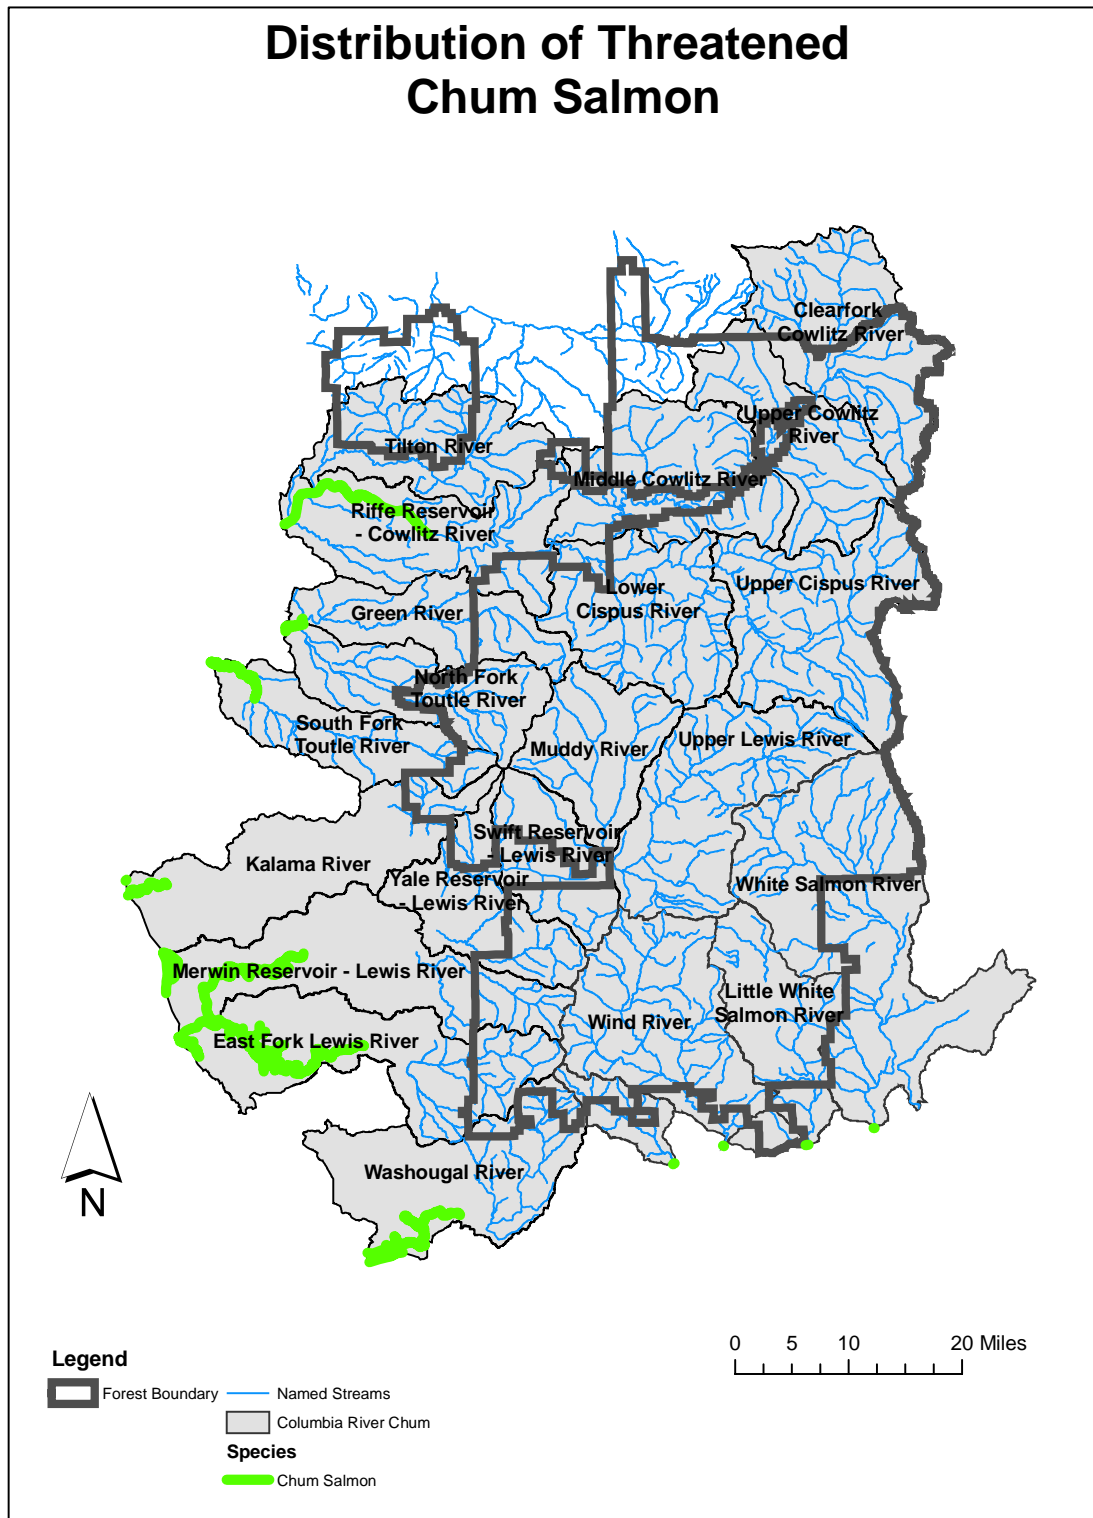 Distribution of Threatened
Chum Salmon
Clearfork
Cowlitz River
Upper Cowlitz
River
Tilton River
Middle Cowlitz River
Riffe Reservoir
- Cowlitz River
Upper Cispus River
Lower
Cispus River
Green River
North Fork
Toutle River
South Fork
Toutle River
Muddy River
Upper Lewis River
Swift Reservoir
- Lewis River
Kalama River
Yale Reservoir
- Lewis River
White Salmon River
Merwin Reservoir - Lewis River
Little White
Salmon River
Wind River
East Fork Lewis River
Washougal River
N
0 5 10 20 Miles
Legend
Forest Boundary
Named Streams
Columbia River Chum
Species
Chum Salmon